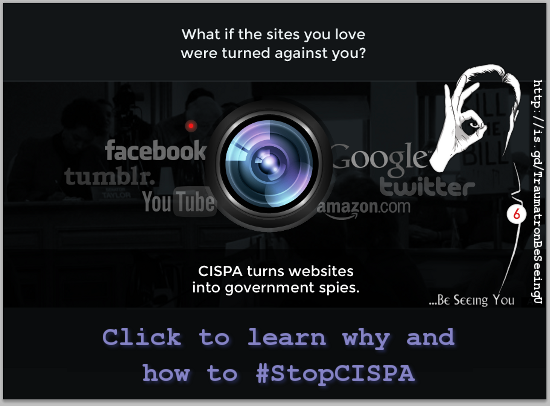 What if the sites you love
were turned against you?
facebook
tumblr.
YouTube
Google
twitter
amazon.com
6
http://is.gd/TraumatronBeSeeingU
CISPA turns websites
into government spies.
...Be Seeing You
Click to learn why and
how to #StopCISPA